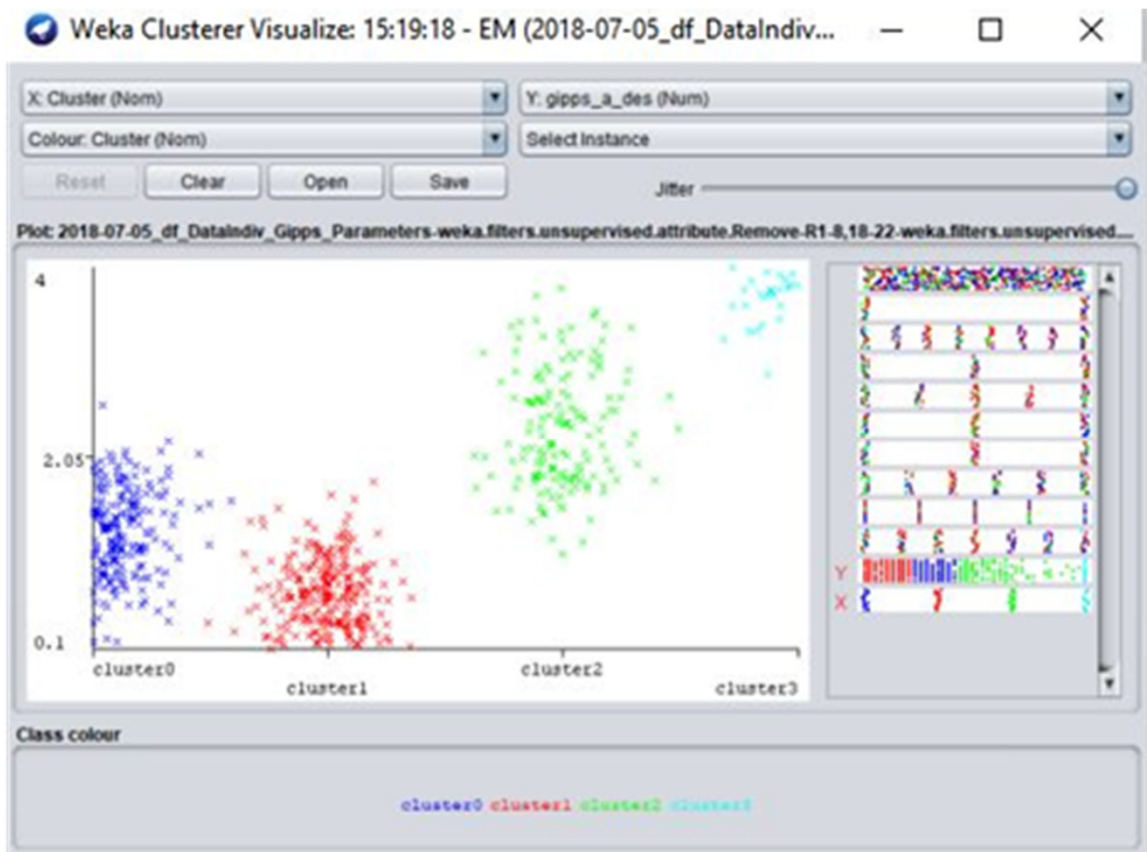 Weka Clusterer Visualize: 15:19:18 - EM (2018-07-05_df_DataIndiv...
X: Cluster (Nom) Y: gipps_a_des (Num)
Colour: Cluster (Nom) Select Instance
Reset Clear Open Save Jitter
Plot: 2018-07-05_df_DataIndiv_Gipps_Parameters-weka.filters.unsupervised.attribute.Remove-R1-8,18-22-weka.filters.unsupervised....
4
2.05
0.1
cluster0 cluster2
cluster1 cluster3
Y
X
Class colour
cluster0 cluster1 cluster2 cluster3